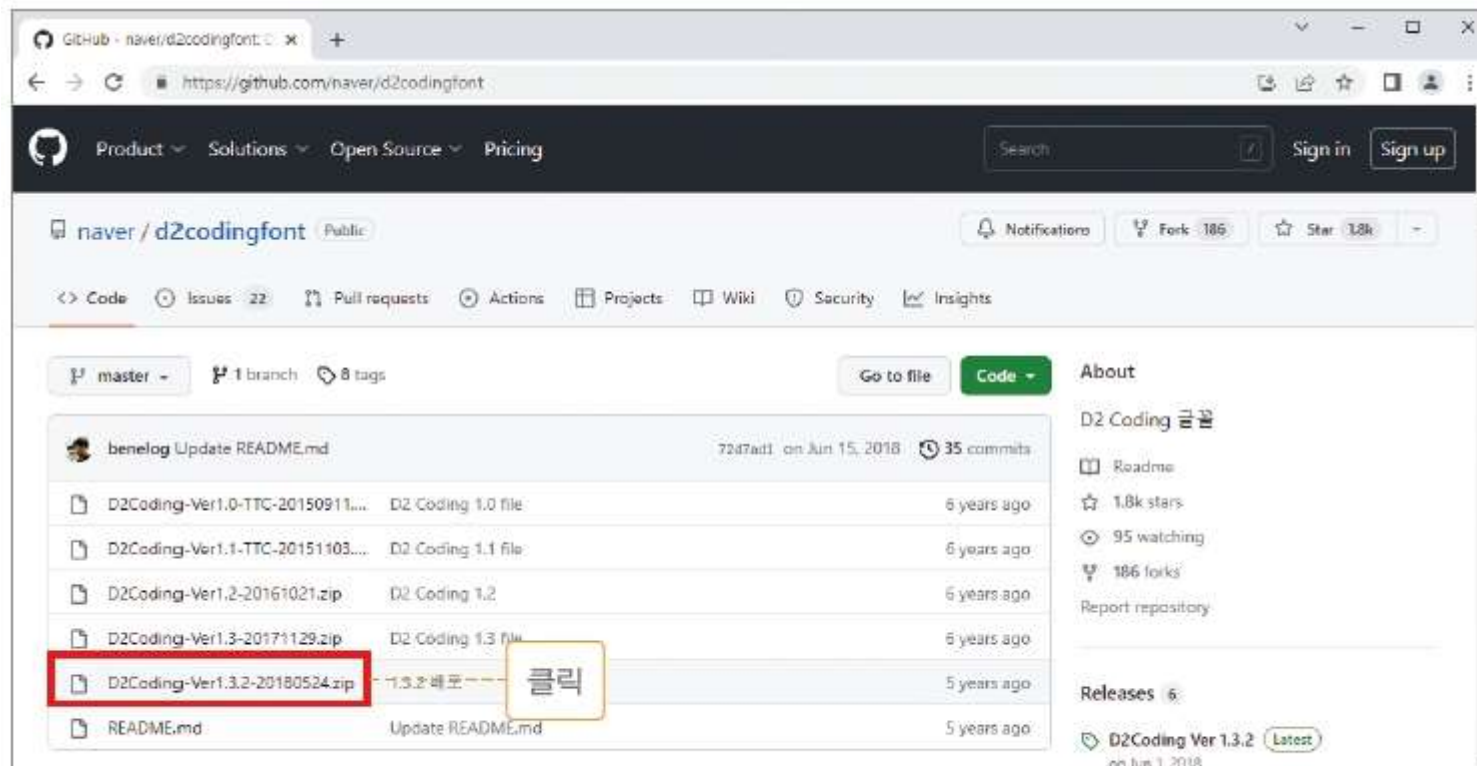 GitHub - naver/d2codingfont: D
https://github.com/naver/d2codingfont
Product Solutions Open Source Pricing Search / Sign in Sign up
naver / d2codingfont Public Notifications Fork 186 Star 1.8k
Code Issues 22 Pull requests Actions Projects Wiki Security Insights
master 1 branch 8 tags Go to file Code
About
D2 Coding 글꼴
benelog Update README.md 7247ad1 on Jun 15, 2018 35 commits
Readme
D2Coding-Ver1.0-TTC-20150911.... D2 Coding 1.0 file 6 years ago
1.8k stars
D2Coding-Ver1.1-TTC-20151103.... D2 Coding 1.1 file 6 years ago
95 watching
186 forks
D2Coding-Ver1.2-20161021.zip D2 Coding 1.2 6 years ago
Report repository
D2Coding-Ver1.3-20171129.zip D2 Coding 1.3 file 6 years ago
D2Coding-Ver1.3.2-20180524.zip 1.3.2 배포 클릭 5 years ago
Releases 6
README.md Update README.md 5 years ago
D2Coding Ver 1.3.2 Latest
on Jun 1, 2018